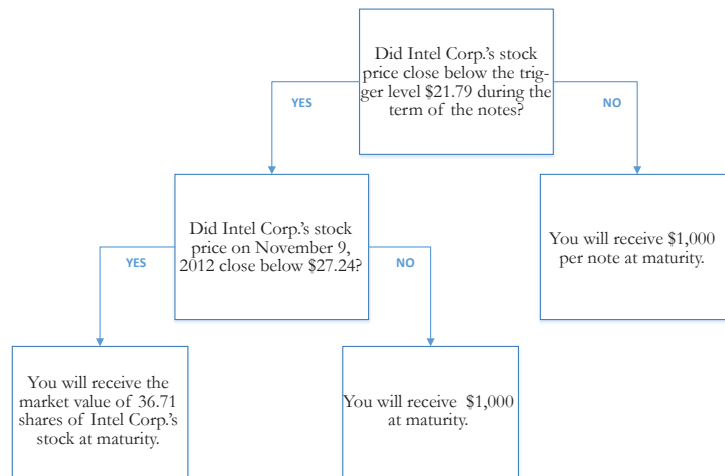 Did Intel Corp.'s stock
price close below the trig-
ger level $21.79 during the
term of the notes?
YES
NO
Did Intel Corp.'s stock
price on November 9,
2012 close below $27.24?
You will receive $1,000
per note at maturity.
YES
NO
You will receive the
market value of 36.71
shares of Intel Corp.'s
stock at maturity.
You will receive $1,000
at maturity.